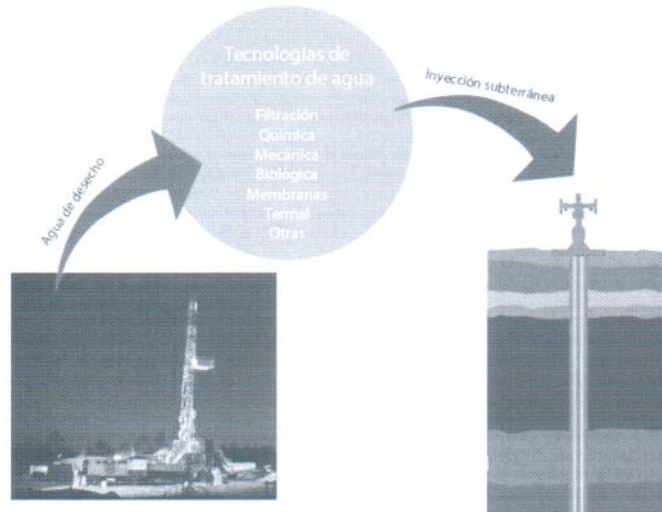 Tecnologías de
tratamiento de agua
Filtración
Química
Mecánica
Biológica
Membranas
Termal
Otras
Inyección subterránea
Agua de desecho